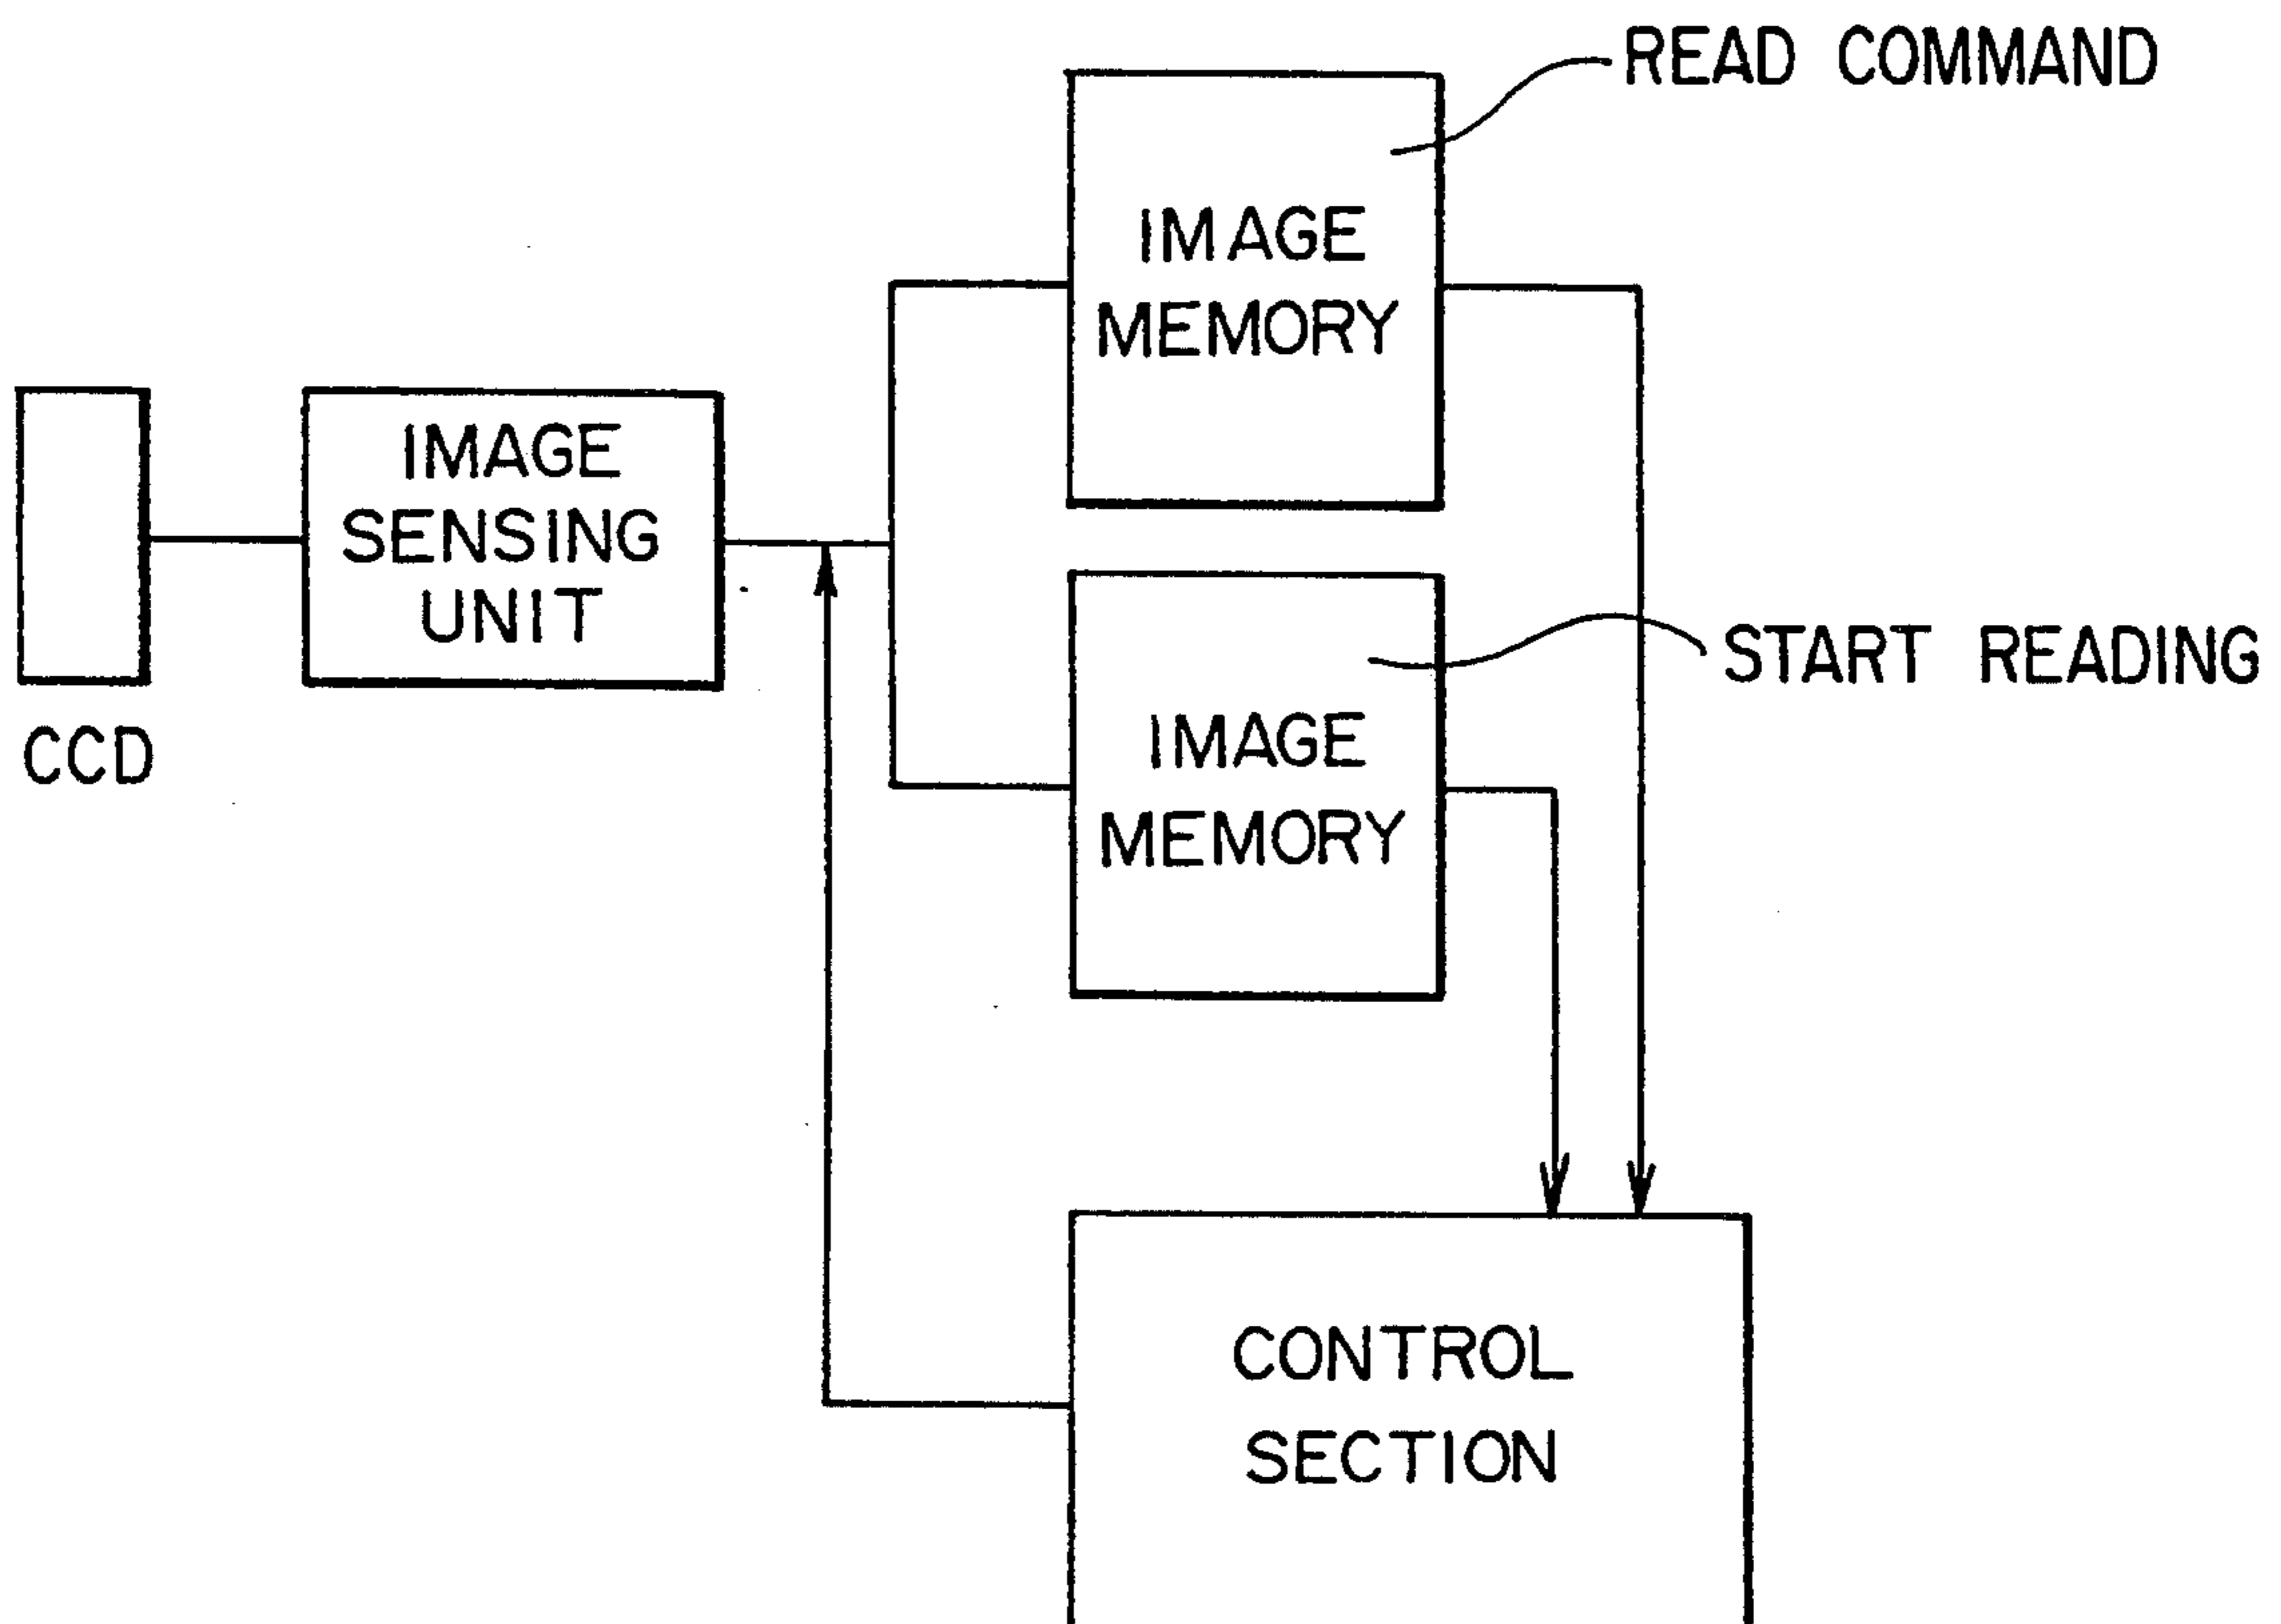 READ COMMAND
IMAGE
MEMORY
IMAGE
SENSING
UNIT
CCD
START READING
IMAGE
MEMORY
CONTROL
SECTION